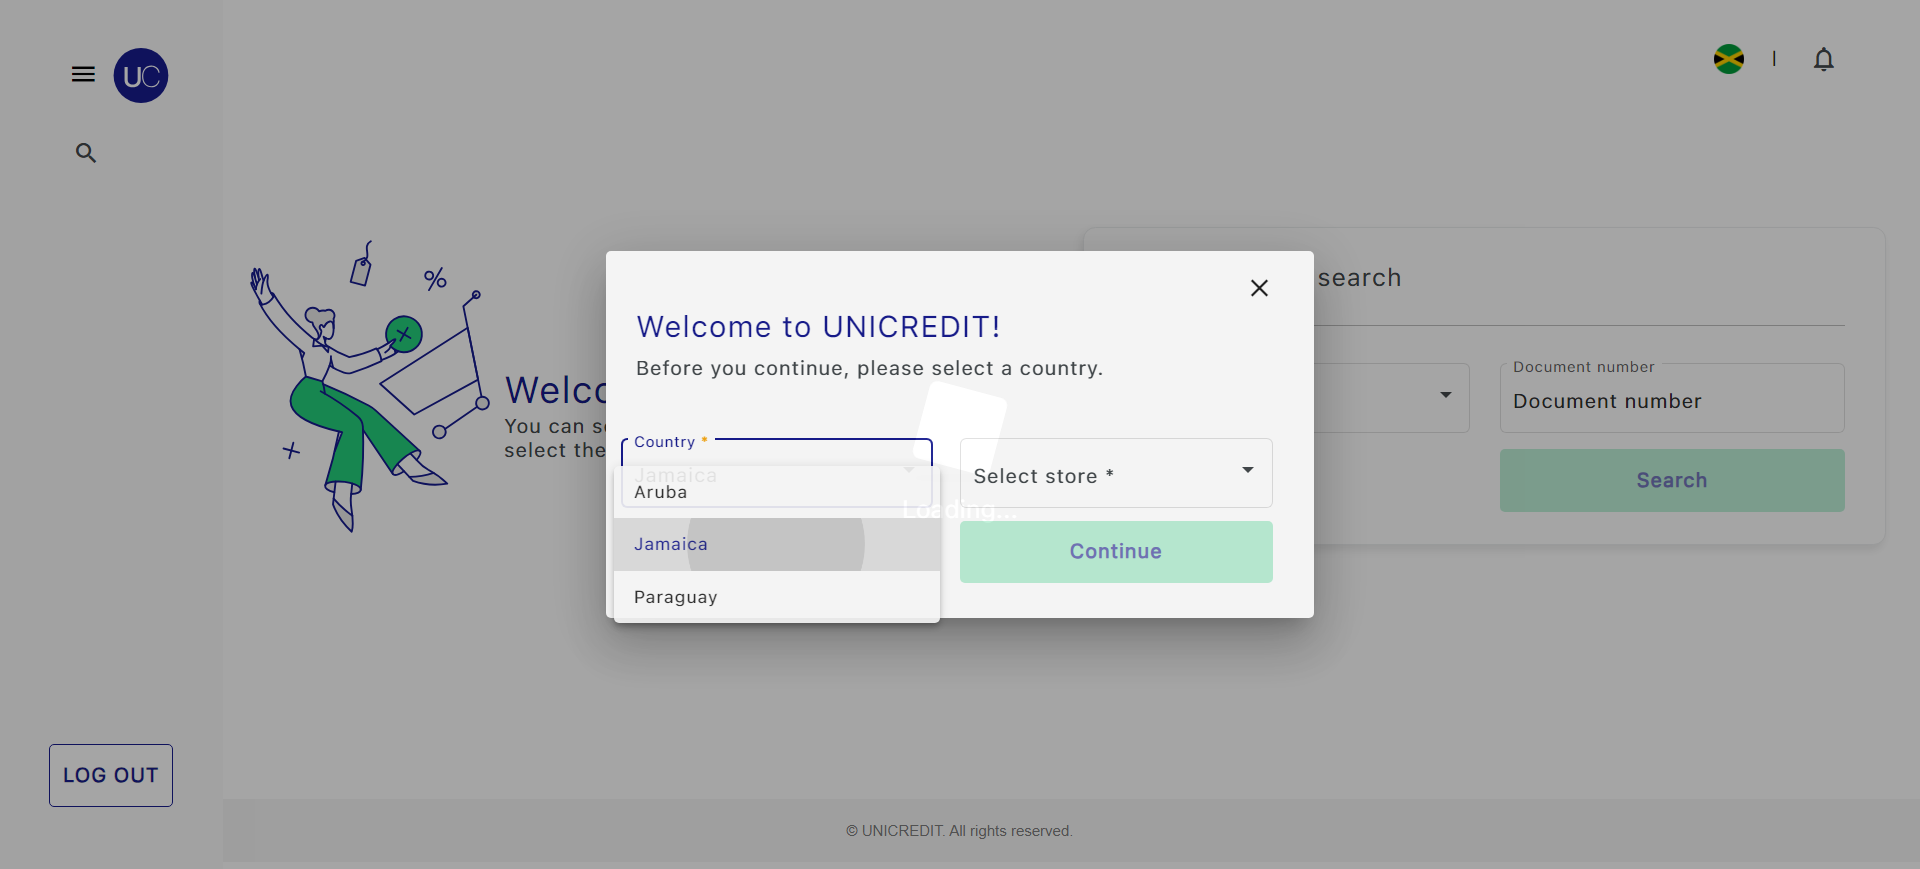 UC
search
Welcome to UNICREDIT!
Before you continue, please select a country.
Document number
Document number
Welco
You can s
select the
Country *
Jamaica
Select store *
Aruba
Loading...
Search
Jamaica
Continue
Paraguay
LOG OUT
© UNICREDIT. All rights reserved.